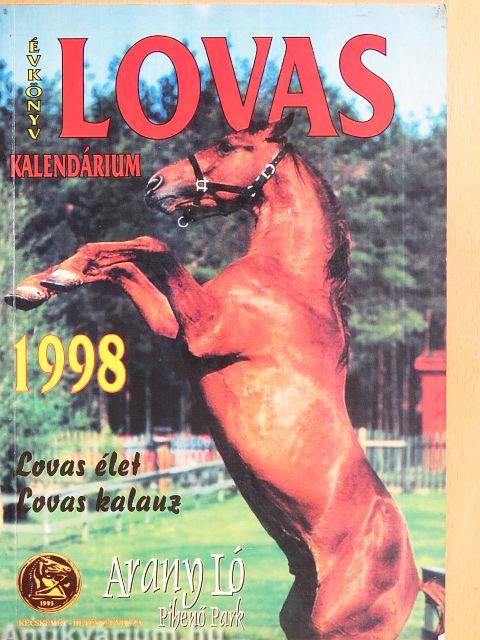 ÉVKÖNYV
LOVAS
KALENDÁRIUM
1998
Lovas élet
Lovas kalauz
1995
Arany Ló
Pihenő Park